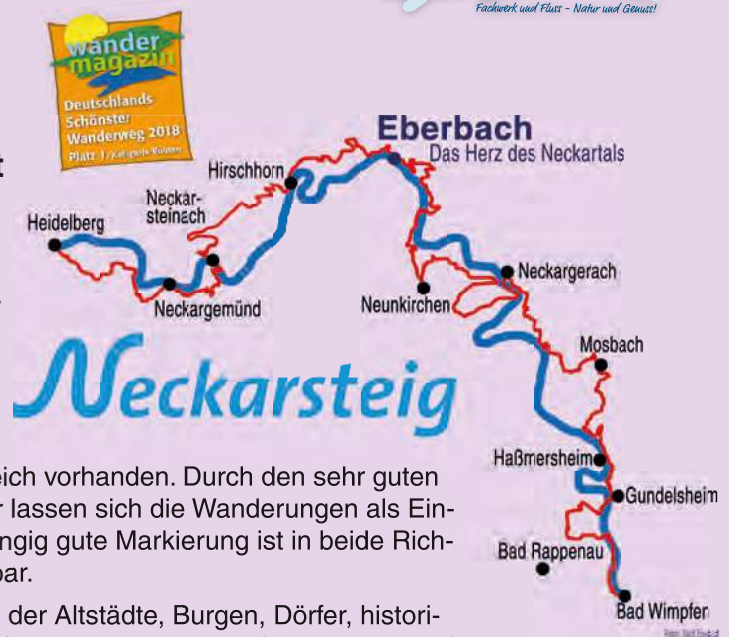 Fachwerk und Fluss - Natur und Genuss!
wander
magazin
Deutschlands
Schönster
Wanderweg 2018
Platz 1
Eberbach
Das Herz des Neckartals
Hirschhorn
Neckar-
steinach
Heidelberg
Neckargemünd
Neckargerach
Neunkirchen
Mosbach
Neckarsteig
Haßmersheim
Gundelsheim
Bad Rappenau
Bad Wimpfen
eich vorhanden. Durch den sehr guten
r lassen sich die Wanderungen als Ein-
ngig gute Markierung ist in beide Rich-
bar.
der Altstädte, Burgen, Dörfer, histori-